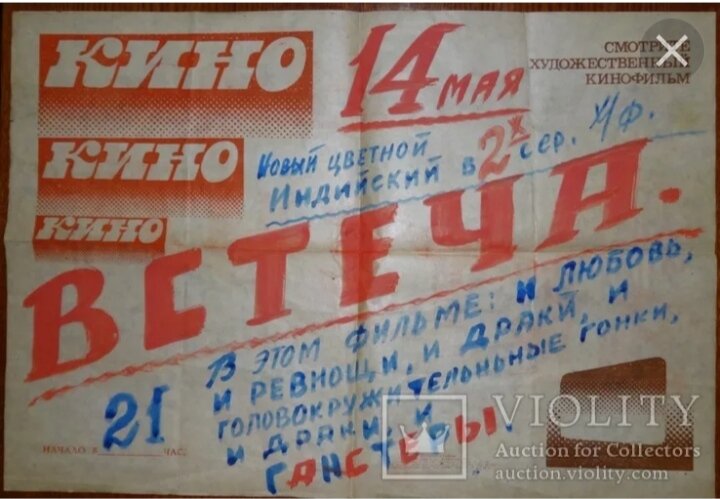 КИНО
КИНО
КИНО
14 МАЯ
СМОТРИТЕ
ХУДОЖЕСТВЕННЫЙ
КИНОФИЛЬМ
НОВЫЙ ЦВЕТНОЙ
ИНДИЙСКИЙ В 2Х СЕР. Х/Ф.
ВСТЕЧА.
В ЭТОМ ФИЛЬМЕ: И ЛЮБОВЬ,
И РЕВНОЩИ, И ДРАКИ, И
ГОЛОВОКРУЖИТЕЛЬНЫЕ ГОНКИ,
И ДРАКИ, И
ГАНСТЕРЫ!
НАЧАЛО В 21 ЧАС.
VIOLITY
Auction for Collectors
auction.violity.com